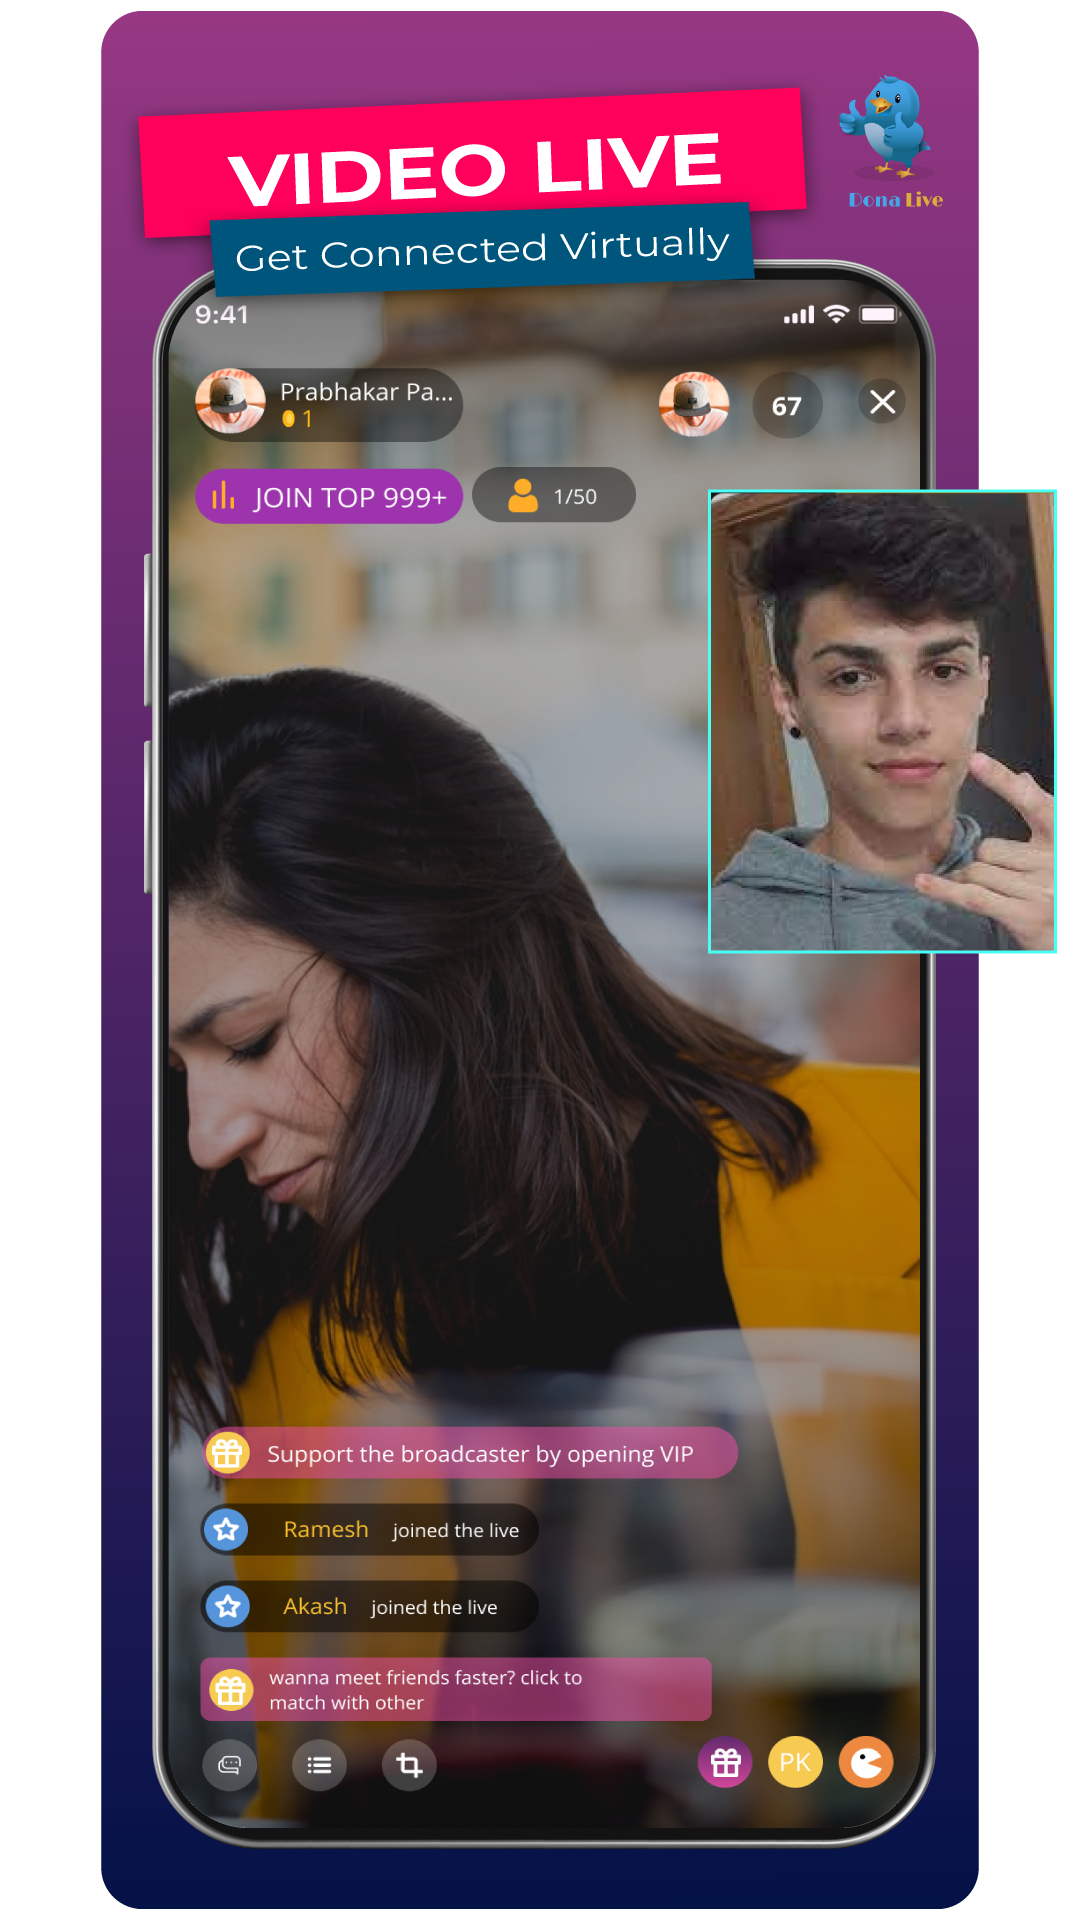 VIDEO LIVE
Get Connected Virtually
Dona Live
9:41
Prabhakar Pa...
1
67
JOIN TOP 999+
1/50
Support the broadcaster by opening VIP
Ramesh joined the live
Akash joined the live
wanna meet friends faster? click to
match with other
PK